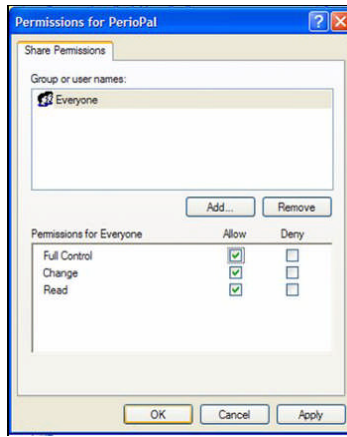 Permissions for PerioPal
Share Permissions
Group or user names:
Everyone
Add... Remove
Permissions for Everyone Allow Deny
Full Control
Change
Read
OK Cancel Apply